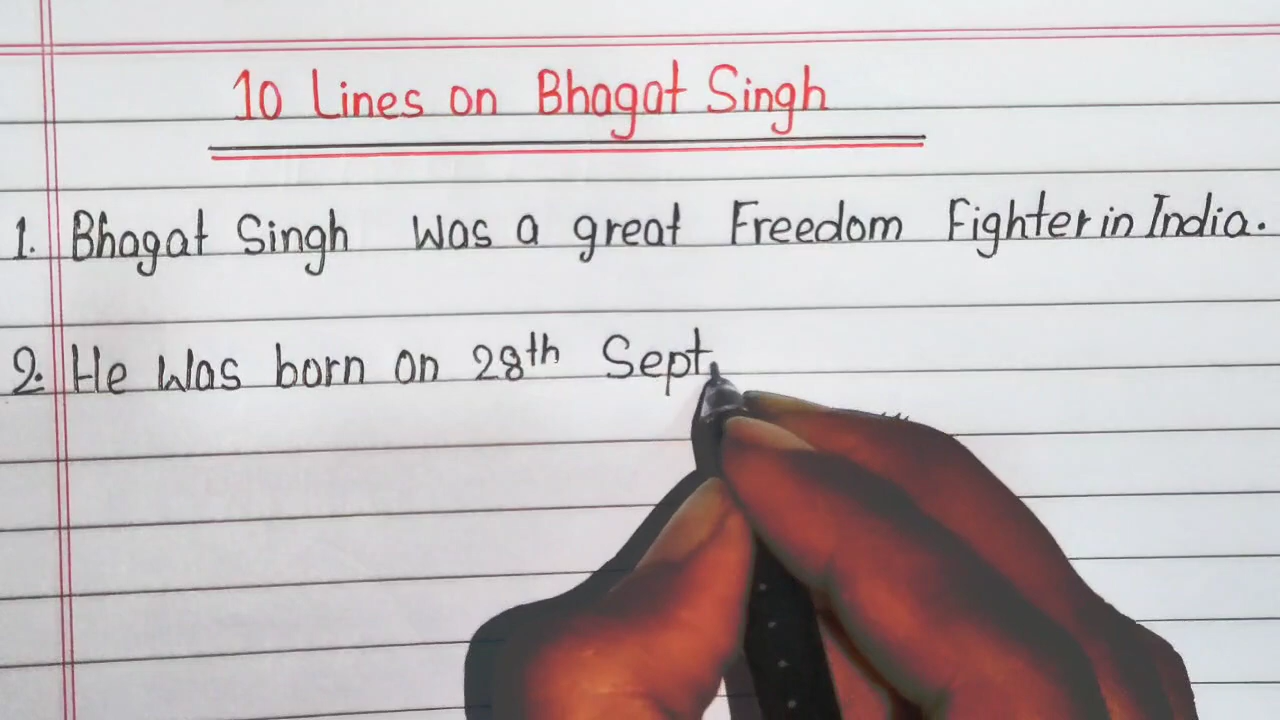 10 Lines on Bhagat Singh
1. Bhagat Singh was a great Freedom Fighter in India.
2. He was born on 28th Sept